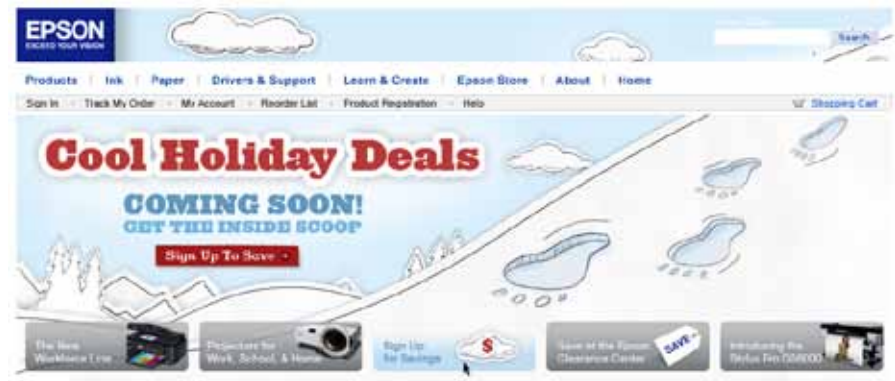 EPSON
EXCEED YOUR VISION
Search
Products Ink Paper Drivers & Support Learn & Create Epson Store About Home
Sign In Track My Order My Account Reorder List Product Registration Help Shopping Cart
Cool Holiday Deals
COMING SOON!
GET THE INSIDE SCOOP
Sign Up To Save
The New
Workforce Line
Projectors for
Work, School, & Home
Sign Up
for Savings
$
Save at the Epson
Clearance Center
SAVE
Introducing the
Stylus Pro